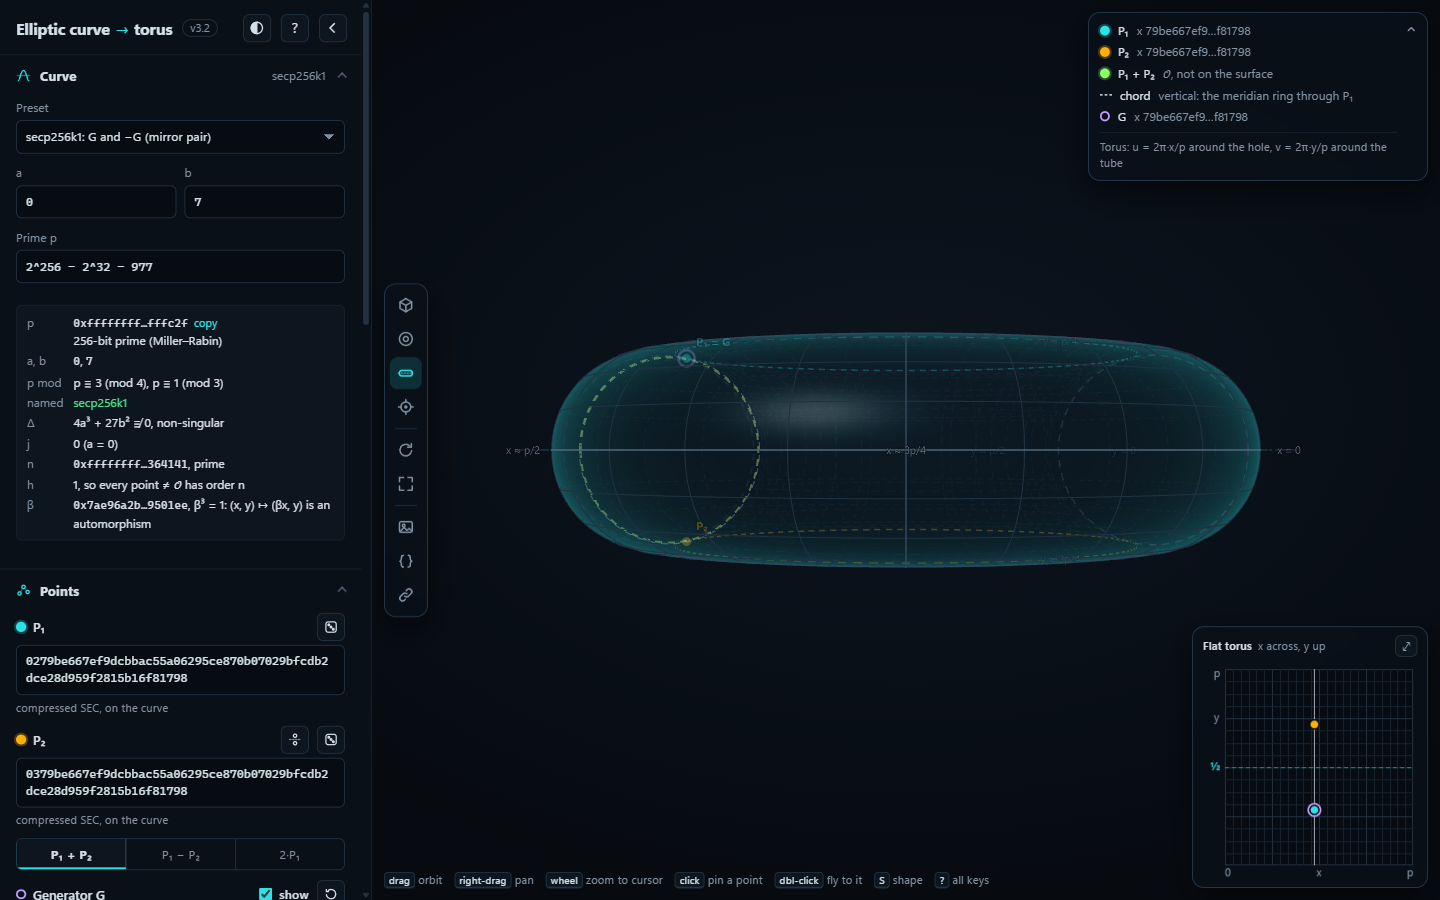 Elliptic curve → torus v3.2
?
Curve secp256k1
Preset
secp256k1: G and −G (mirror pair)
a b
0 7
Prime p
2^256 − 2^32 − 977
p 0xffffffff…fffc2f copy
256-bit prime (Miller–Rabin)
a, b 0, 7
p mod p ≡ 3 (mod 4), p ≡ 1 (mod 3)
named secp256k1
Δ 4a³ + 27b² ≢ 0, non-singular
j 0 (a = 0)
n 0xffffffff…364141, prime
h 1, so every point ≠ 𝒪 has order n
β 0x7ae96a2b…9501ee, β³ = 1: (x, y) ↦ (βx, y) is an
automorphism
Points
P₁
0279be667ef9dcbbac55a06295ce870b07029bfcdb2
dce28d959f2815b16f81798
compressed SEC, on the curve
P₂
0379be667ef9dcbbac55a06295ce870b07029bfcdb2
dce28d959f2815b16f81798
compressed SEC, on the curve
P₁ + P₂ P₁ − P₂ 2·P₁
Generator G show
P₁ x 79be667ef9…f81798
P₂ x 79be667ef9…f81798
P₁ + P₂ 𝒪, not on the surface
chord vertical: the meridian ring through P₁
G x 79be667ef9…f81798
Torus: u = 2π·x/p around the hole, v = 2π·y/p around the
tube
P₁ = G
x ≈ p/2 x ≈ 3p/4 x = 0
P₂
Flat torus x across, y up
p
y
½
0 x p
drag orbit right-drag pan wheel zoom to cursor click pin a point dbl-click fly to it S shape ? all keys